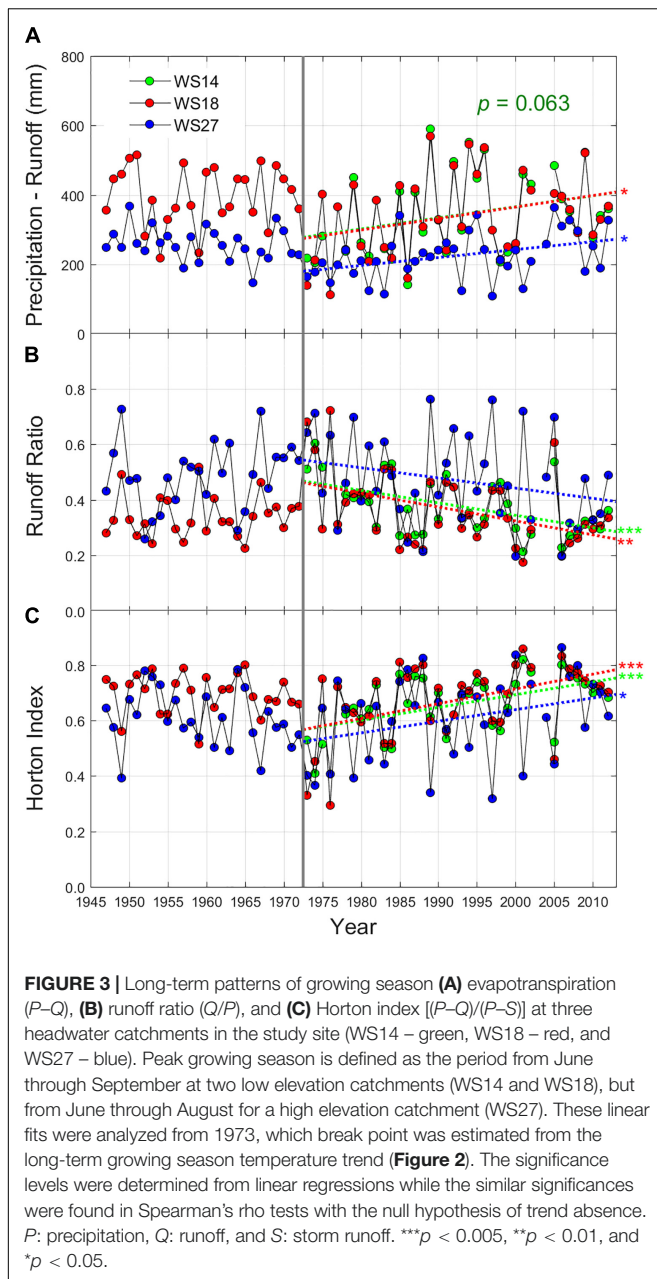 A
800
WS14
WS18
WS27
p = 0.063
600
400
200
0
Precipitation - Runoff (mm)
*
*
B
0.8
0.6
0.4
0.2
Runoff Ratio
***
**
C
0.0
0.8
0.6
0.4
0.2
0.0
Horton Index
***
***
*
1945 1950 1955 1960 1965 1970 1975 1980 1985 1990 1995 2000 2005 2010
Year
FIGURE 3 | Long-term patterns of growing season (A) evapotranspiration
(P–Q), (B) runoff ratio (Q/P), and (C) Horton index [(P–Q)/(P–S)] at three
headwater catchments in the study site (WS14 – green, WS18 – red, and
WS27 – blue). Peak growing season is defined as the period from June
through September at two low elevation catchments (WS14 and WS18), but
from June through August for a high elevation catchment (WS27). These linear
fits were analyzed from 1973, which break point was estimated from the
long-term growing season temperature trend (Figure 2). The significance
levels were determined from linear regressions while the similar significances
were found in Spearman's rho tests with the null hypothesis of trend absence.
P: precipitation, Q: runoff, and S: storm runoff. ***p < 0.005, **p < 0.01, and
*p < 0.05.